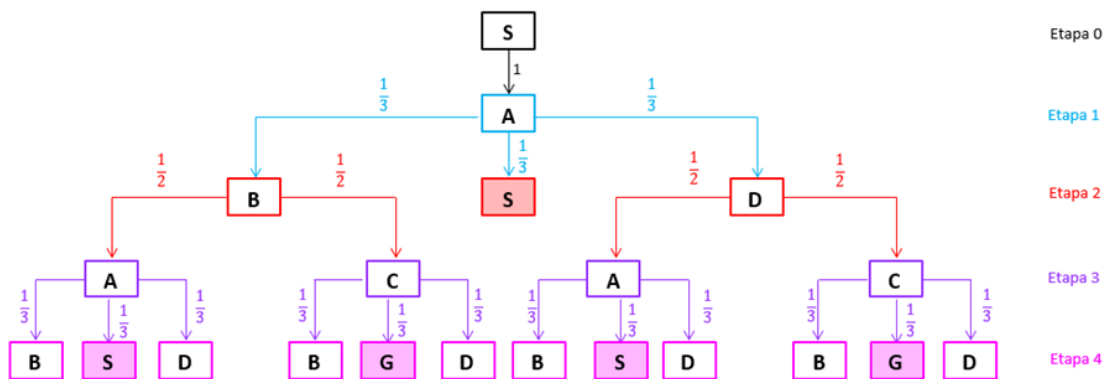 S Etapa 0
1
1/3 1/3
A Etapa 1
1/3
1/2 1/2 1/2 1/2
B S D Etapa 2
A C A C Etapa 3
1/3 1/3 1/3 1/3 1/3 1/3 1/3 1/3 1/3 1/3 1/3 1/3
B S D B G D B S D B G D Etapa 4